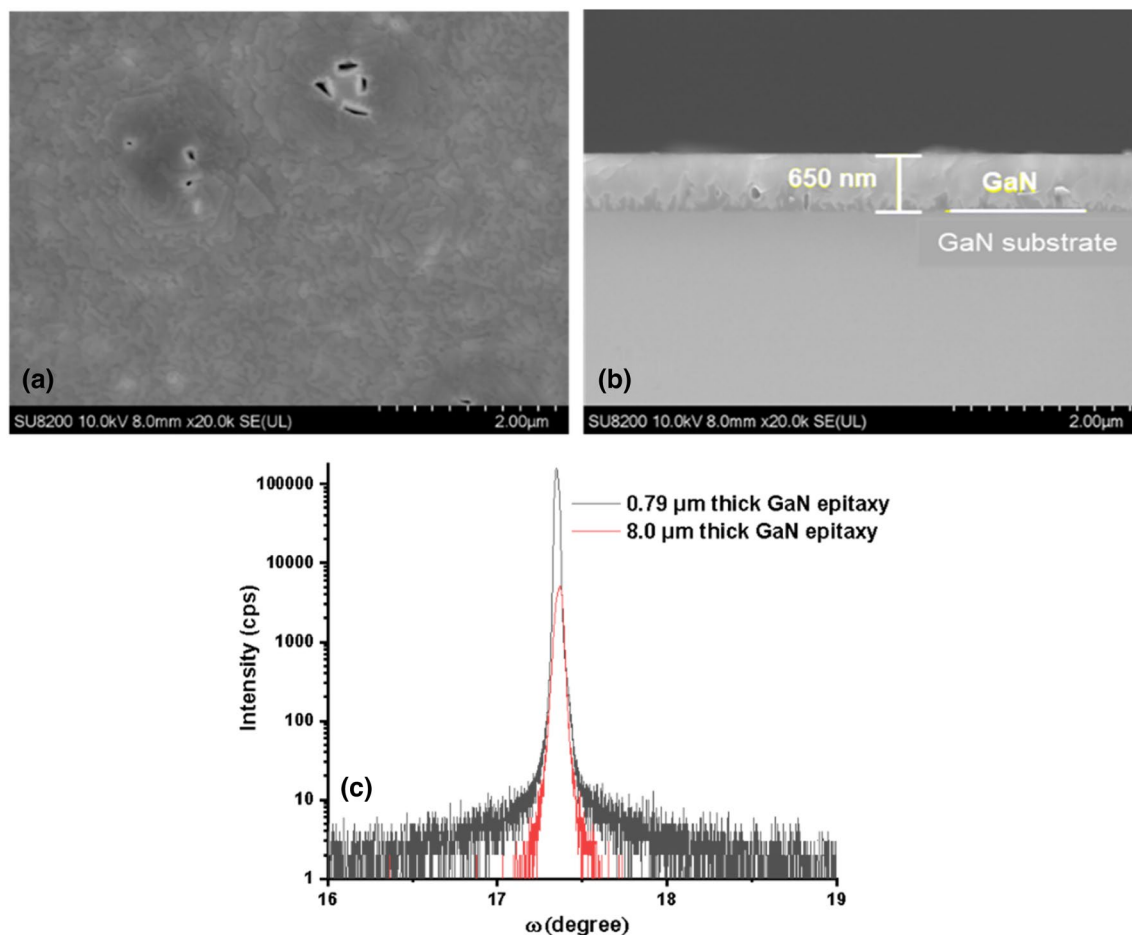 (a)
SU8200 10.0kV 8.0mm x20.0k SE(UL) 2.00μm
650 nm
GaN
GaN substrate
(b)
SU8200 10.0kV 8.0mm x20.0k SE(UL) 2.00μm
100000
10000
1000
100
10
1
Intensity (cps)
0.79 μm thick GaN epitaxy
8.0 μm thick GaN epitaxy
(c)
16 17 18 19
ω(degree)